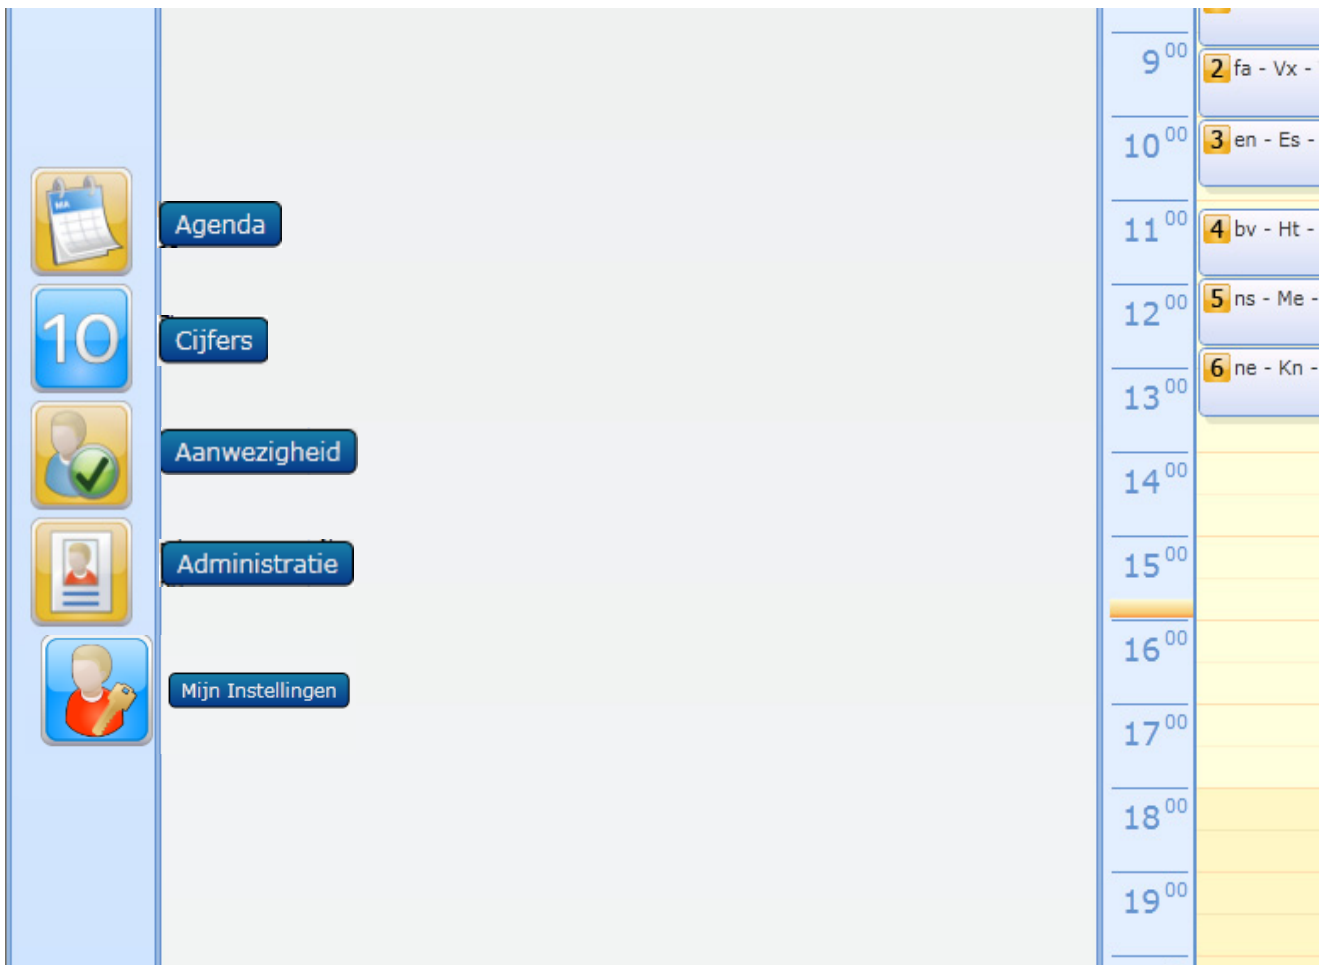 MA
Agenda
10
Cijfers
Aanwezigheid
Administratie
Mijn Instellingen
9 00
10 00
11 00
12 00
13 00
14 00
15 00
16 00
17 00
18 00
19 00
2 fa - Vx -
3 en - Es -
4 bv - Ht -
5 ns - Me -
6 ne - Kn -